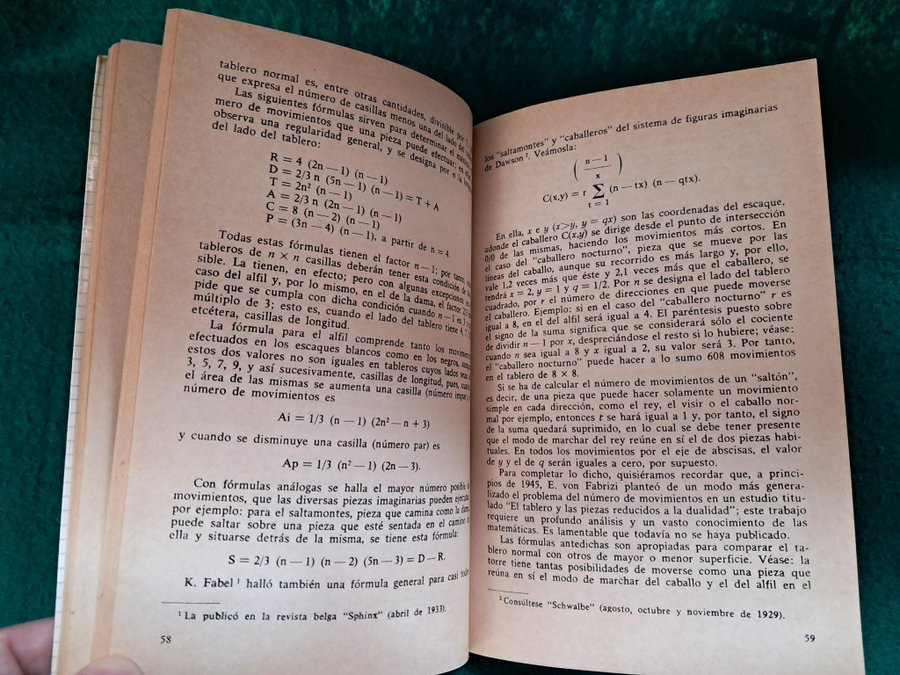 tablero normal es, entre otras cantidades, divisible por
que expresa el número de casillas menos una del lado del
Las siguientes fórmulas sirven para determinar el
mero de movimientos que una pieza puede efectuar; en
observa una regularidad general, y se designa por n la
del lado del tablero:
R = 4 (2n — 1) (n — 1)
D = 2/3 n (5n — 1) (n — 1) = T + A
T = 2n² (n — 1)
A = 2/3 n (2n — 1) (n — 1)
C = 8 (n — 2) (n — 1)
P = (3n — 4) (n — 1), a partir de n = 4.
Todas estas fórmulas tienen el factor n — 1; por tanto,
tableros de n × n casillas deberán tener esta condición de
sible. La tienen, en efecto; pero con algunas excepciones.
caso del alfil y, por lo mismo, en el de la dama, el factor
pide que se cumpla con dicha condición cuando n — 1 es
múltiplo de 3; esto es, cuando el lado del tablero tiene 4,
etcétera, casillas de longitud.
La fórmula para el alfil comprende tanto los
efectuados en los escaques blancos como en los negros,
estos dos valores no son iguales en tableros cuyos lados
3, 5, 7, 9, y así sucesivamente, casillas de longitud, pues,
el área de las mismas se aumenta una casilla (número
número de movimientos es
Ai = 1/3 (n — 1) (2n² — n + 3)
y cuando se disminuye una casilla (número par) es
Ap = 1/3 (n² — 1) (2n — 3).
Con fórmulas análogas se halla el mayor número posible
movimientos, que las diversas piezas imaginarias pueden
por ejemplo: para el saltamontes, pieza que camina como la
puede saltar sobre una pieza que esté sentada en el camino
ella y situarse detrás de la misma, se tiene esta fórmula:
S = 2/3 (n — 1) (n — 2) (5n — 3) = D — R.
K. Fabel ¹ halló también una fórmula general para casi
¹ La publicó en la revista belga "Sphinx" (abril de 1933).
58
los "saltamontes" y "caballeros" del sistema de figuras imaginarias
de Dawson ². Veámosla:
( n — 1 / x )
C(x,y) = r ∑ (n — tx) (n — qtx).
t = 1
En ella, x e y (x>y, y = qx) son las coordenadas del escaque,
adonde el caballero C(x,y) se dirige desde el punto de intersección
0/0 de las mismas, haciendo los movimientos más cortos. En
el caso del "caballero nocturno", pieza que se mueve por las
líneas del caballo, aunque su recorrido es más largo y, por ello,
vale 1,2 veces más que éste y 2,1 veces más que el caballero, se
tendrá x = 2, y = 1 y q = 1/2. Por n se designa el lado del tablero
cuadrado, por r el número de direcciones en que puede moverse
el caballero. Ejemplo: si en el caso del "caballero nocturno" r es
igual a 8, en el del alfil será igual a 4. El paréntesis puesto sobre
el signo de la suma significa que se considerará sólo el cociente
de dividir n — 1 por x, despreciándose el resto si lo hubiere; véase:
cuando n sea igual a 8 y x igual a 2, su valor será 3. Por tanto,
el "caballero nocturno" puede hacer a lo sumo 608 movimientos
en el tablero de 8 × 8.
Si se ha de calcular el número de movimientos de un "saltón",
es decir, de una pieza que puede hacer solamente un movimiento
simple en cada dirección, como el rey, el visir o el caballo nor-
mal por ejemplo, entonces t se hará igual a 1 y, por tanto, el signo
de la suma quedará suprimido, en lo cual se debe tener presente
que el modo de marchar del rey reúne en sí el de dos piezas habi-
tuales. En todos los movimientos por el eje de abscisas, el valor
de y y el de q serán iguales a cero, por supuesto.
Para completar lo dicho, quisiéramos recordar que, a princi-
pios de 1945, E. von Fabrizi planteó de un modo más genera-
lizado el problema del número de movimientos en un estudio titu-
lado "El tablero y las piezas reducidos a la dualidad"; este trabajo
requiere un profundo análisis y un vasto conocimiento de las
matemáticas. Es lamentable que todavía no se haya publicado.
Las fórmulas antedichas son apropiadas para comparar el ta-
blero normal con otros de mayor o menor superficie. Véase: la
torre tiene tantas posibilidades de moverse como una pieza que
reúna en sí el modo de marchar del caballo y el del alfil en el
² Consúltese "Schwalbe" (agosto, octubre y noviembre de 1929).
59